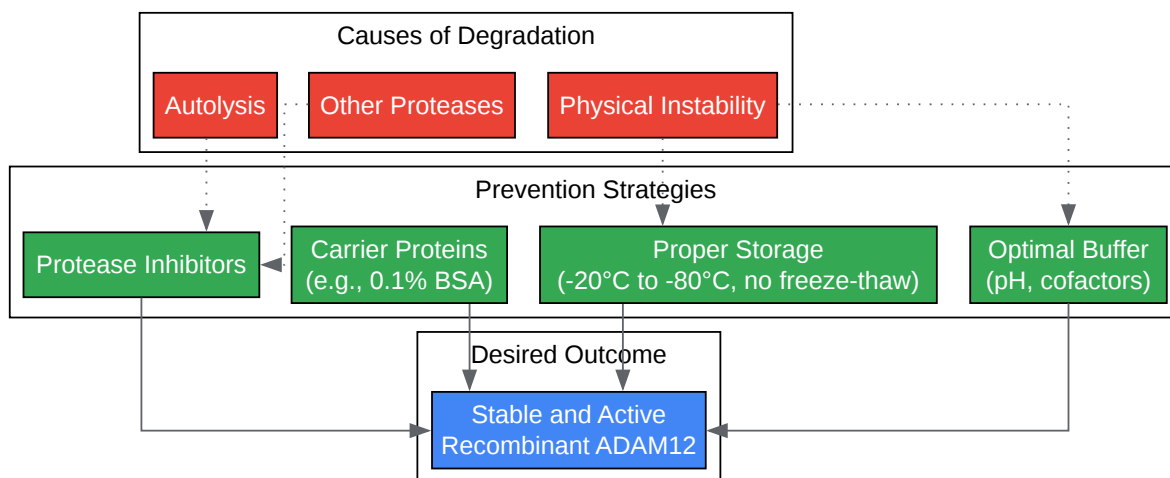 Causes of Degradation
Autolysis
Other Proteases
Physical Instability
Prevention Strategies
Protease Inhibitors
Carrier Proteins
(e.g., 0.1% BSA)
Proper Storage
(-20°C to -80°C, no freeze-thaw)
Optimal Buffer
(pH, cofactors)
Desired Outcome
Stable and Active
Recombinant ADAM12